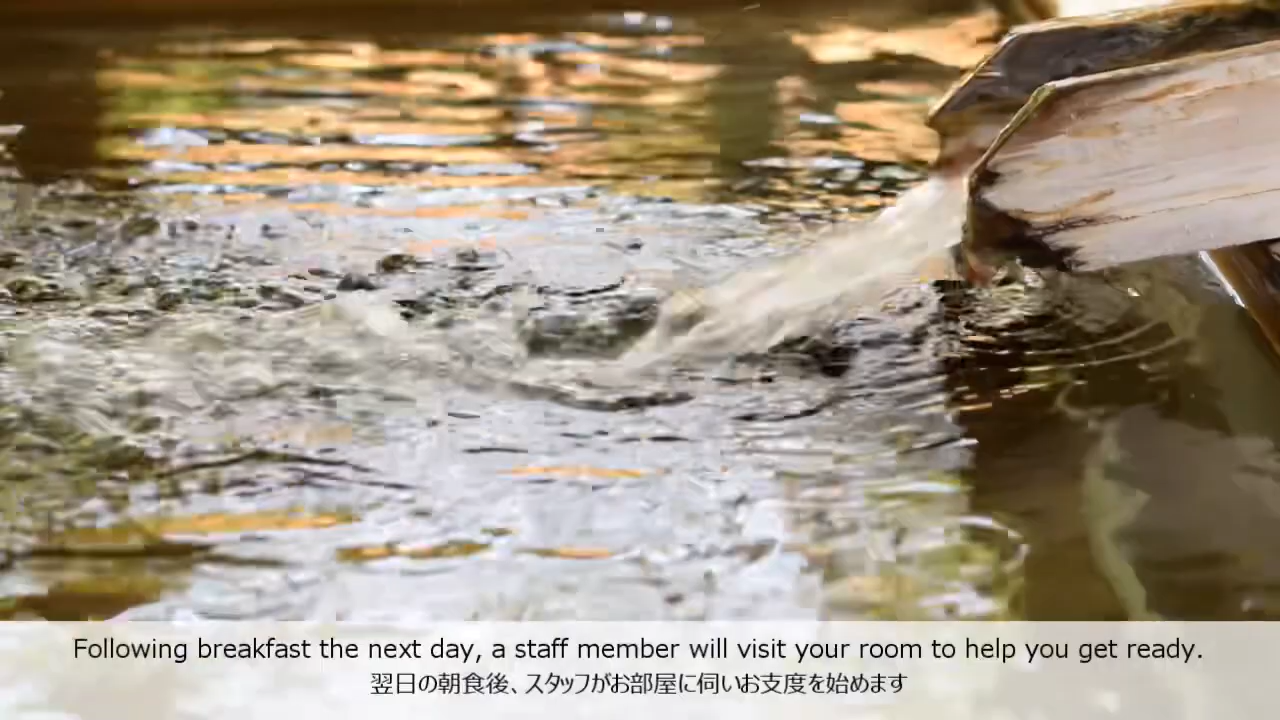 Following breakfast the next day, a staff member will visit your room to help you get ready.
翌日の朝食後、スタッフがお部屋に伺いお支度を始めます